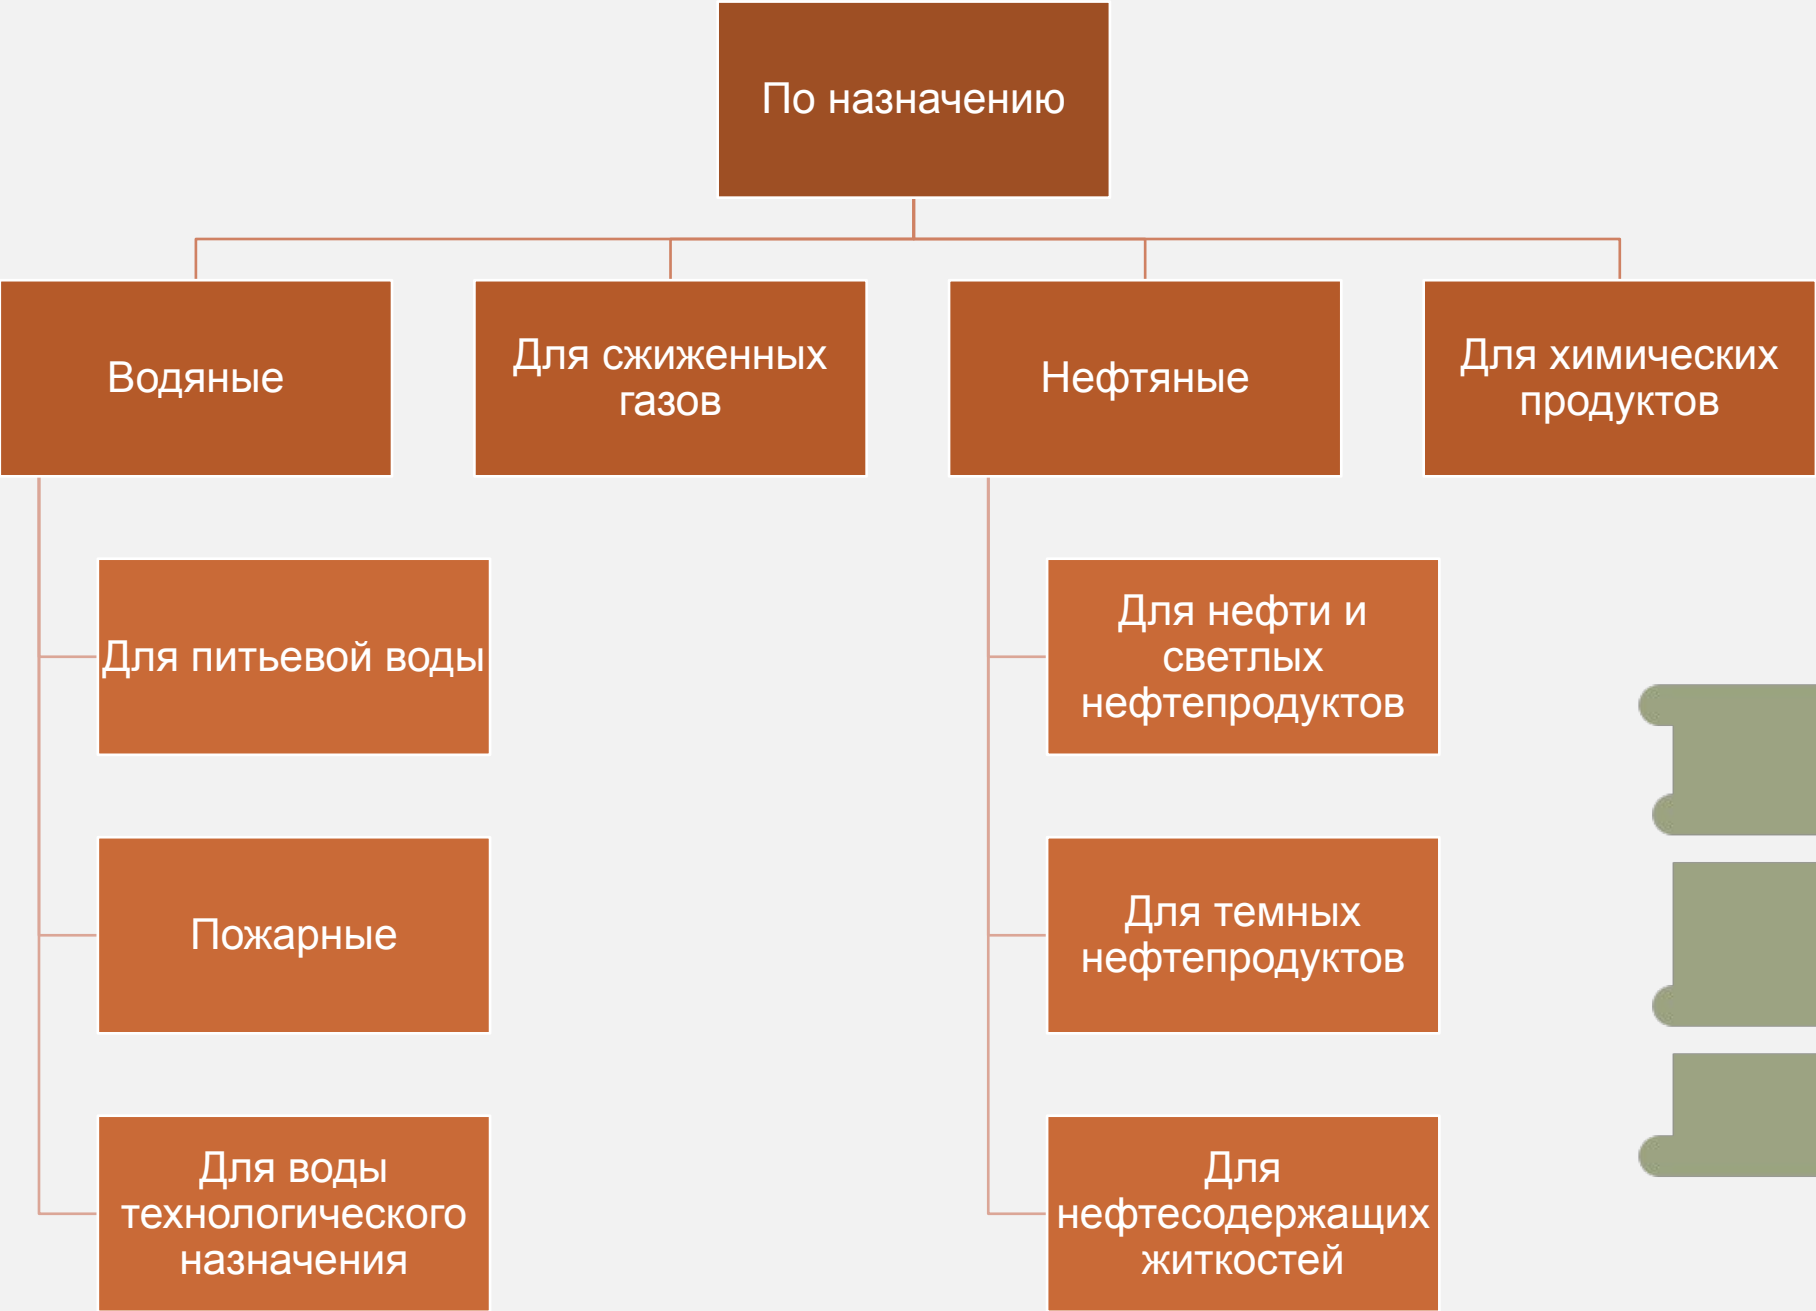 По назначению
Водяные
Для сжиженных
газов
Нефтяные
Для химических
продуктов
Для питьевой воды
Пожарные
Для воды
технологического
назначения
Для нефти и
светлых
нефтепродуктов
Для темных
нефтепродуктов
Для
нефтесодержащих
житкостей